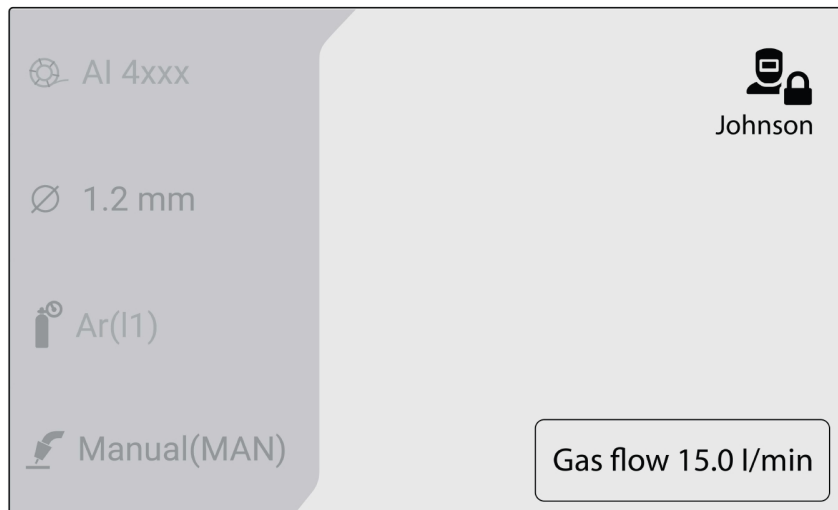 Al 4xxx
Johnson
1.2 mm
Ar(I1)
Manual(MAN)
Gas flow 15.0 l/min